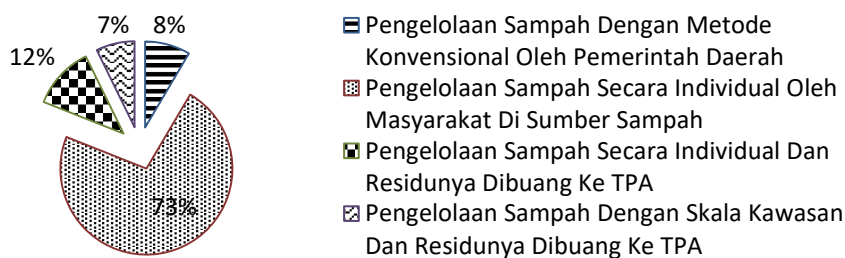 7%
8%
12%
73%
Pengelolaan Sampah Dengan Metode
Konvensional Oleh Pemerintah Daerah
Pengelolaan Sampah Secara Individual Oleh
Masyarakat Di Sumber Sampah
Pengelolaan Sampah Secara Individual Dan
Residunya Dibuang Ke TPA
Pengelolaan Sampah Dengan Skala Kawasan
Dan Residunya Dibuang Ke TPA